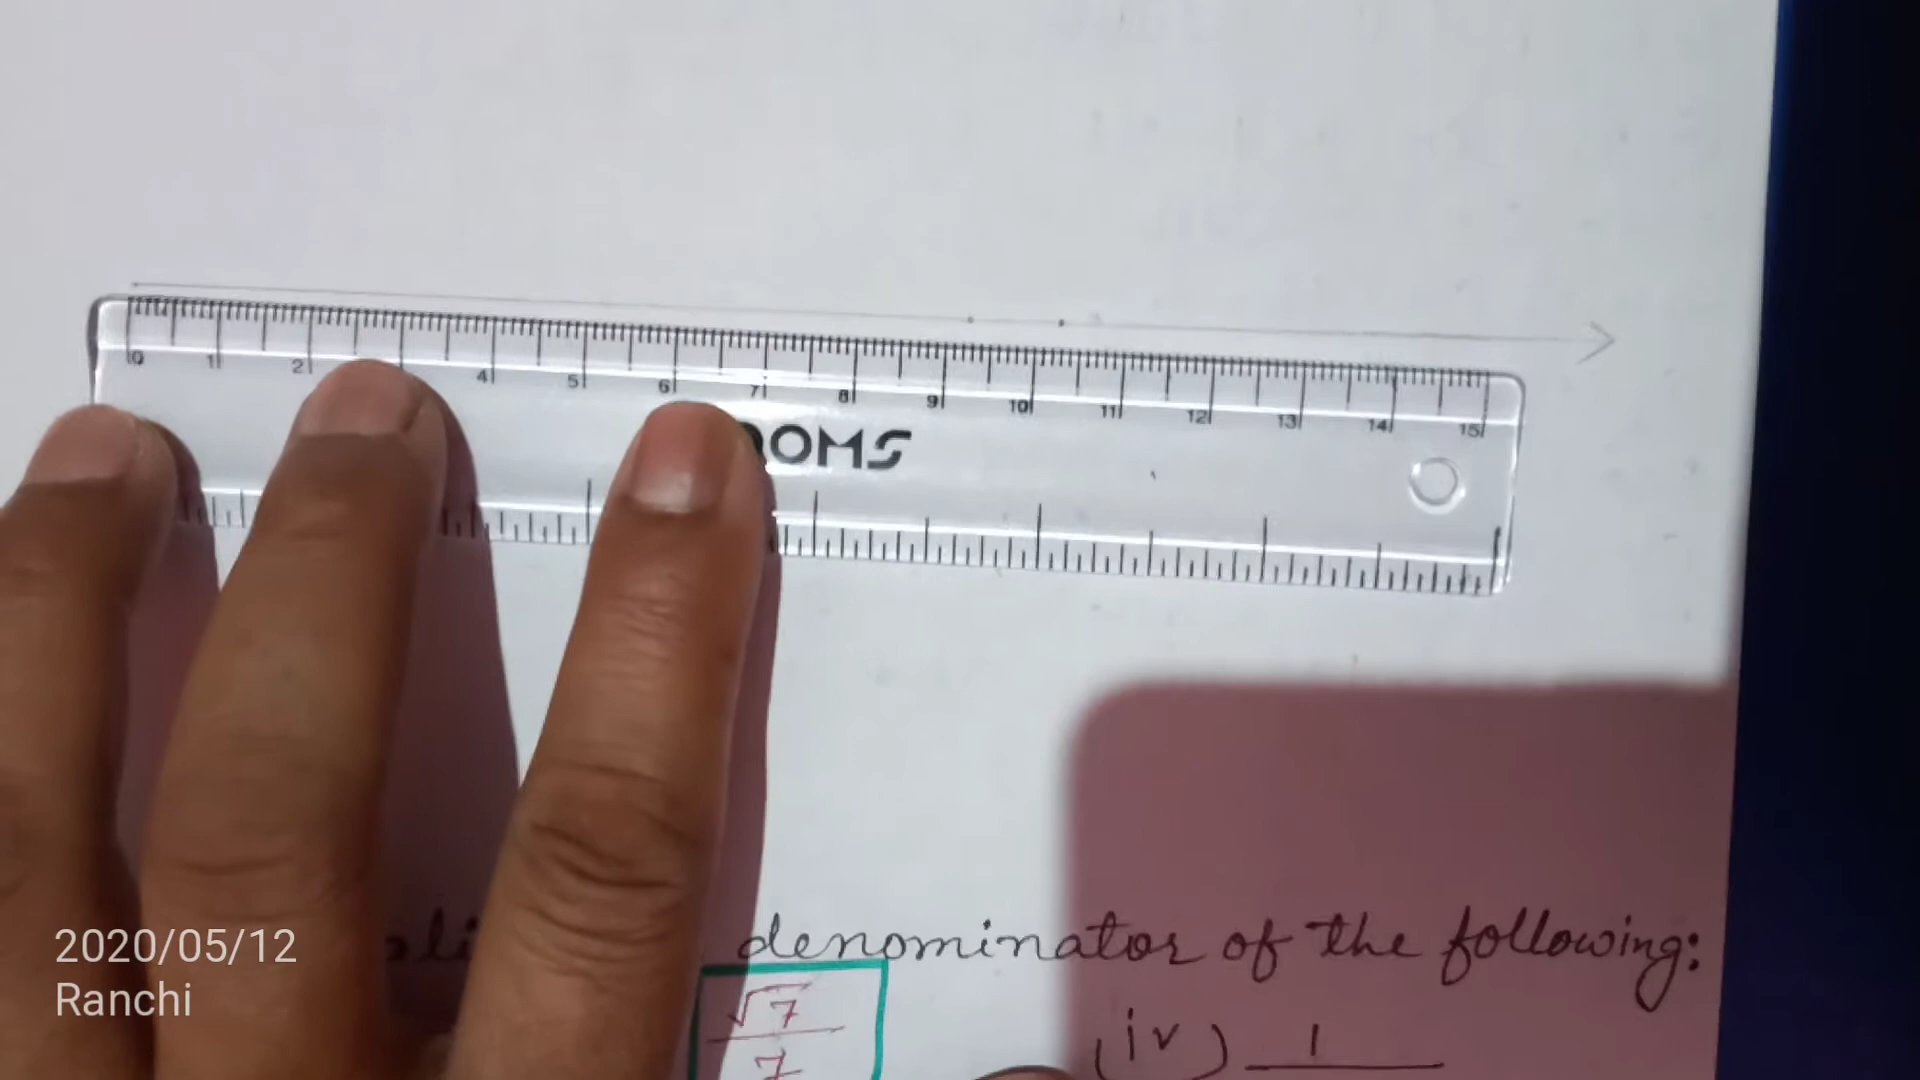 0 1 2 4 5 6 7 8 9 10 11 12 13 14 15
OMS
denominator of the following:
√7
7
(iv) 1
2020/05/12
Ranchi